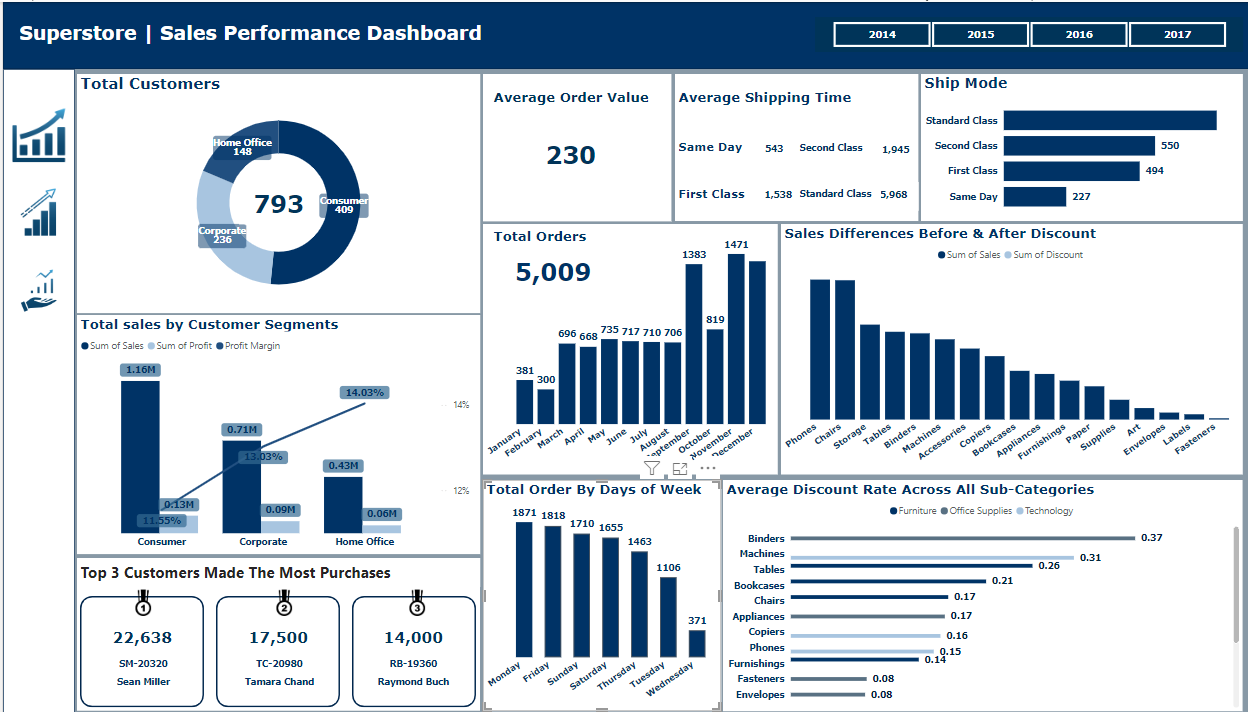 Superstore | Sales Performance Dashboard
2014 2015 2016 2017
Total Customers
Home Office
148
793
Consumer
409
Corporate
236
Average Order Value
230
Average Shipping Time
Same Day 543 Second Class 1,945
First Class 1,538 Standard Class 5,968
Ship Mode
Standard Class
Second Class 550
First Class 494
Same Day 227
Total sales by Customer Segments
Sum of Sales Sum of Profit Profit Margin
1.16M
14.03%
14%
0.71M
13.03%
0.43M
12%
0.13M
0.09M
0.06M
11.55%
Consumer Corporate Home Office
Total Orders
5,009
381 300 696 668 735 717 710 706 1383 819 1471
January February March April May June July August September October November December
Sales Differences Before & After Discount
Sum of Sales Sum of Discount
Phones Chairs Storage Tables Binders Machines Accessories Copiers Bookcases Appliances Furnishings Paper Supplies Art Envelopes Labels Fasteners
Top 3 Customers Made The Most Purchases
1 2 3
22,638 17,500 14,000
SM-20320 TC-20980 RB-19360
Sean Miller Tamara Chand Raymond Buch
Total Order By Days of Week
1871 1818 1710 1655 1463 1106 371
Monday Friday Sunday Saturday Thursday Tuesday Wednesday
Average Discount Rate Across All Sub-Categories
Furniture Office Supplies Technology
Binders 0.37
Machines 0.31
Tables 0.26
Bookcases 0.21
Chairs 0.17
Appliances 0.17
Copiers 0.16
Phones 0.15
Furnishings 0.14
Fasteners 0.08
Envelopes 0.08